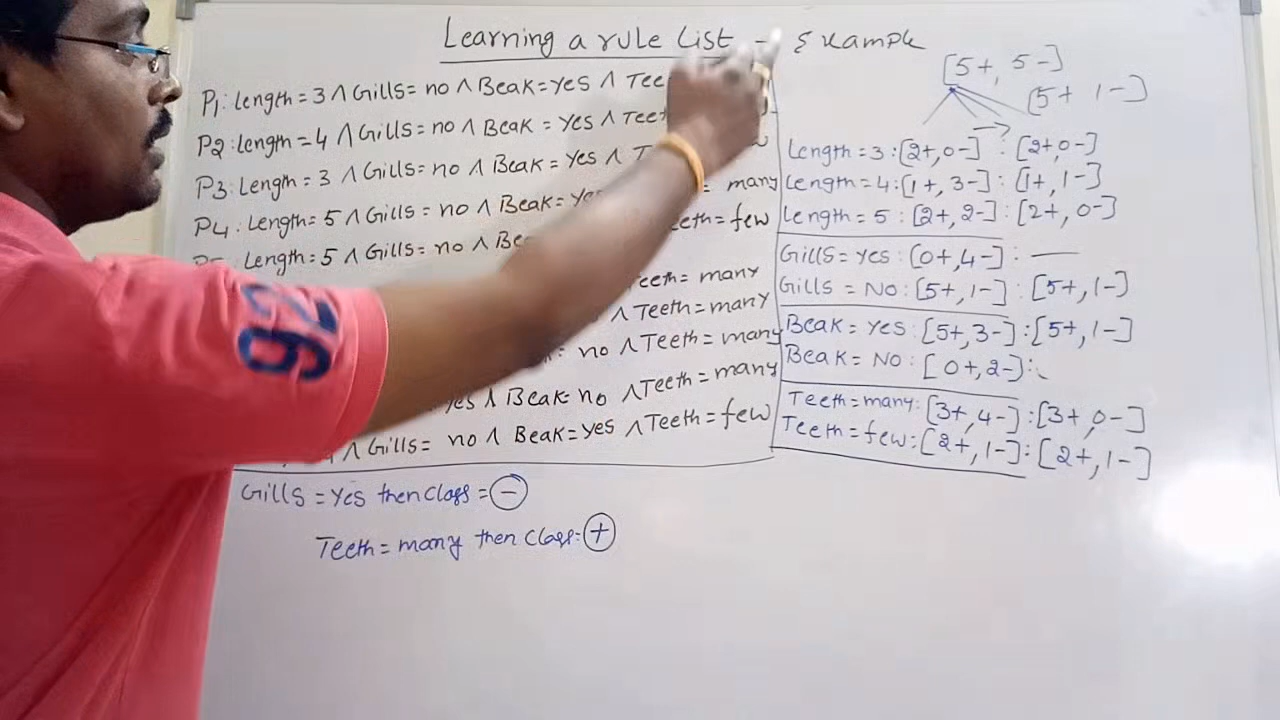 Learning a rule List - Example
[5+, 5-]
[5+ 1-]
P1: Length = 3 ∧ Gills = no ∧ Beak = yes ∧ Tee
P2: Length = 4 ∧ Gills = no ∧ Beak = yes ∧ Teet
P3: Length = 3 ∧ Gills = no ∧ Beak = Yes ∧ T
P4: Length = 5 ∧ Gills = no ∧ Beak = Ye = many
Length = 5 ∧ Gills = no ∧ Be eeth = few
Teeth = many
∧ Teeth = many
= no ∧ Teeth = many
yes ∧ Beak = no ∧ Teeth = many
∧ Gills = no ∧ Beak = yes ∧ Teeth = few
Length = 3 : [2+, 0-] : [2+, 0-]
Length = 4 : [1+, 3-] : [1+, 1-]
Length = 5 : [2+, 2-] : [2+, 0-]
Gills = Yes : [0+, 4-] : —
Gills = No : [5+, 1-] : [5+, 1-]
Beak = Yes : [5+, 3-] : [5+, 1-]
Beak = No : [0+, 2-] :
Teeth = many : [3+, 4-] : [3+, 0-]
Teeth = few : [2+, 1-] : [2+, 1-]
Gills = Yes then Class = -
Teeth = many then Class = +
26